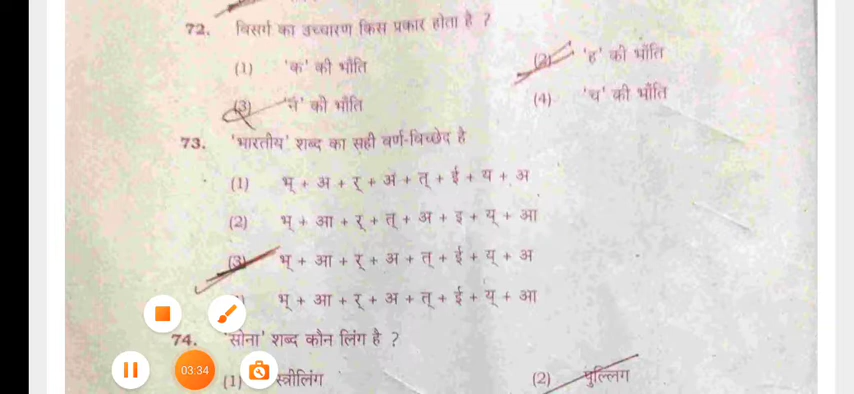 72. विसर्ग का उच्चारण किस प्रकार होता है ?
(1) 'क' की भाँति (2) 'ह' की भाँति
(3) 'न' की भाँति (4) 'च' की भाँति
73. 'भारतीय' शब्द का सही वर्ण-विच्छेद है
(1) भ् + अ + र् + अ + त् + ई + य + अ
(2) भ् + आ + र् + त् + अ + इ + य् + आ
(3) भ् + आ + र् + अ + त् + ई + य् + अ
भ् + आ + र् + अ + त् + ई + य् + आ
74. 'सोना' शब्द कौन लिंग है ?
03:34
(1) स्त्रीलिंग (2) पुल्लिंग